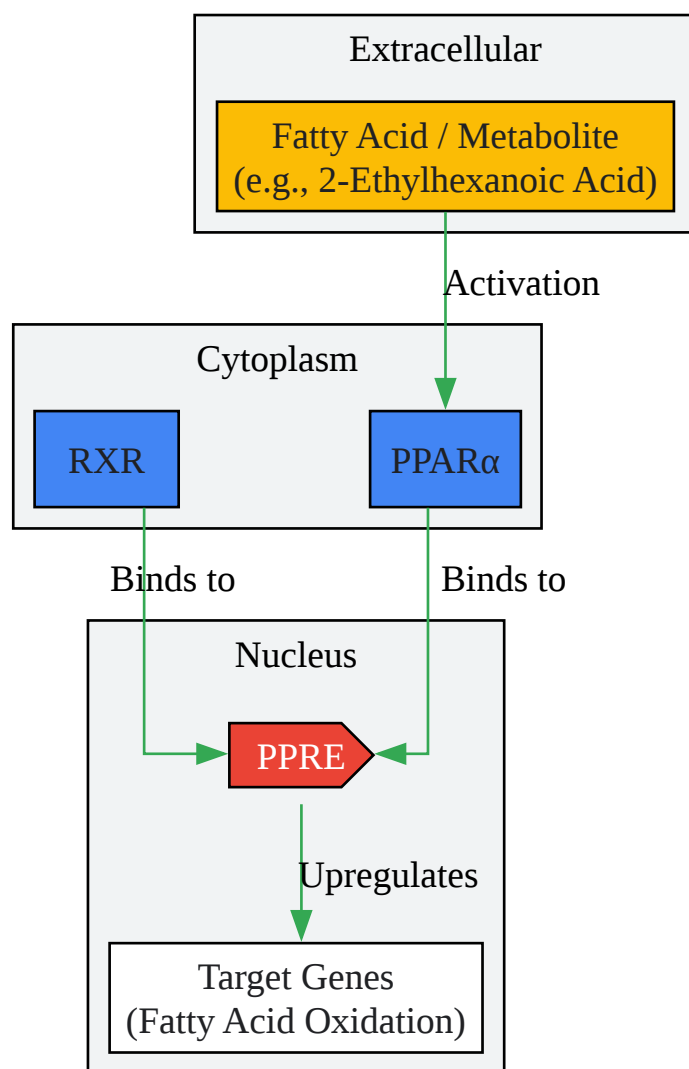 Extracellular
Fatty Acid / Metabolite
(e.g., 2-Ethylhexanoic Acid)
Activation
Cytoplasm
RXR
PPARα
Binds to
Binds to
Nucleus
PPRE
Upregulates
Target Genes
(Fatty Acid Oxidation)